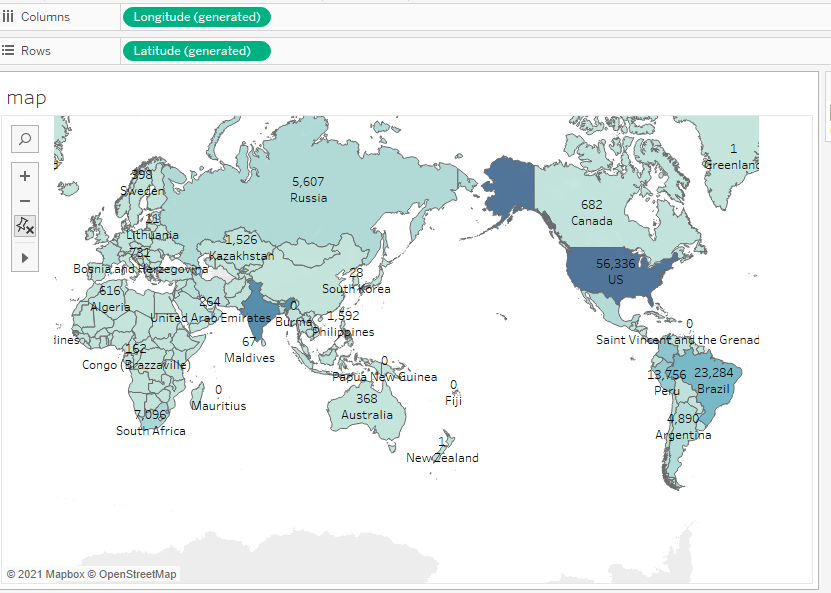 Columns
Longitude (generated)
Rows
Latitude (generated)
map
1
Greenlan
398
Sweden
5,607
Russia
682
Canada
11
Lithuania
1,526
Kazakhstan
731
Bosnia and Herzegovina
56,336
US
28
South Korea
616
Algeria
264
United Arab Emirates
0
Burma
1,592
Philippines
67
Maldives
lines
0
Saint Vincent and the Grenad
162
Congo (Brazzaville)
0
Papua New Guinea
13,756
Peru
23,284
Brazil
0
Mauritius
0
Fiji
368
Australia
7,096
South Africa
4,890
Argentina
1
New Zealand
© 2021 Mapbox © OpenStreetMap